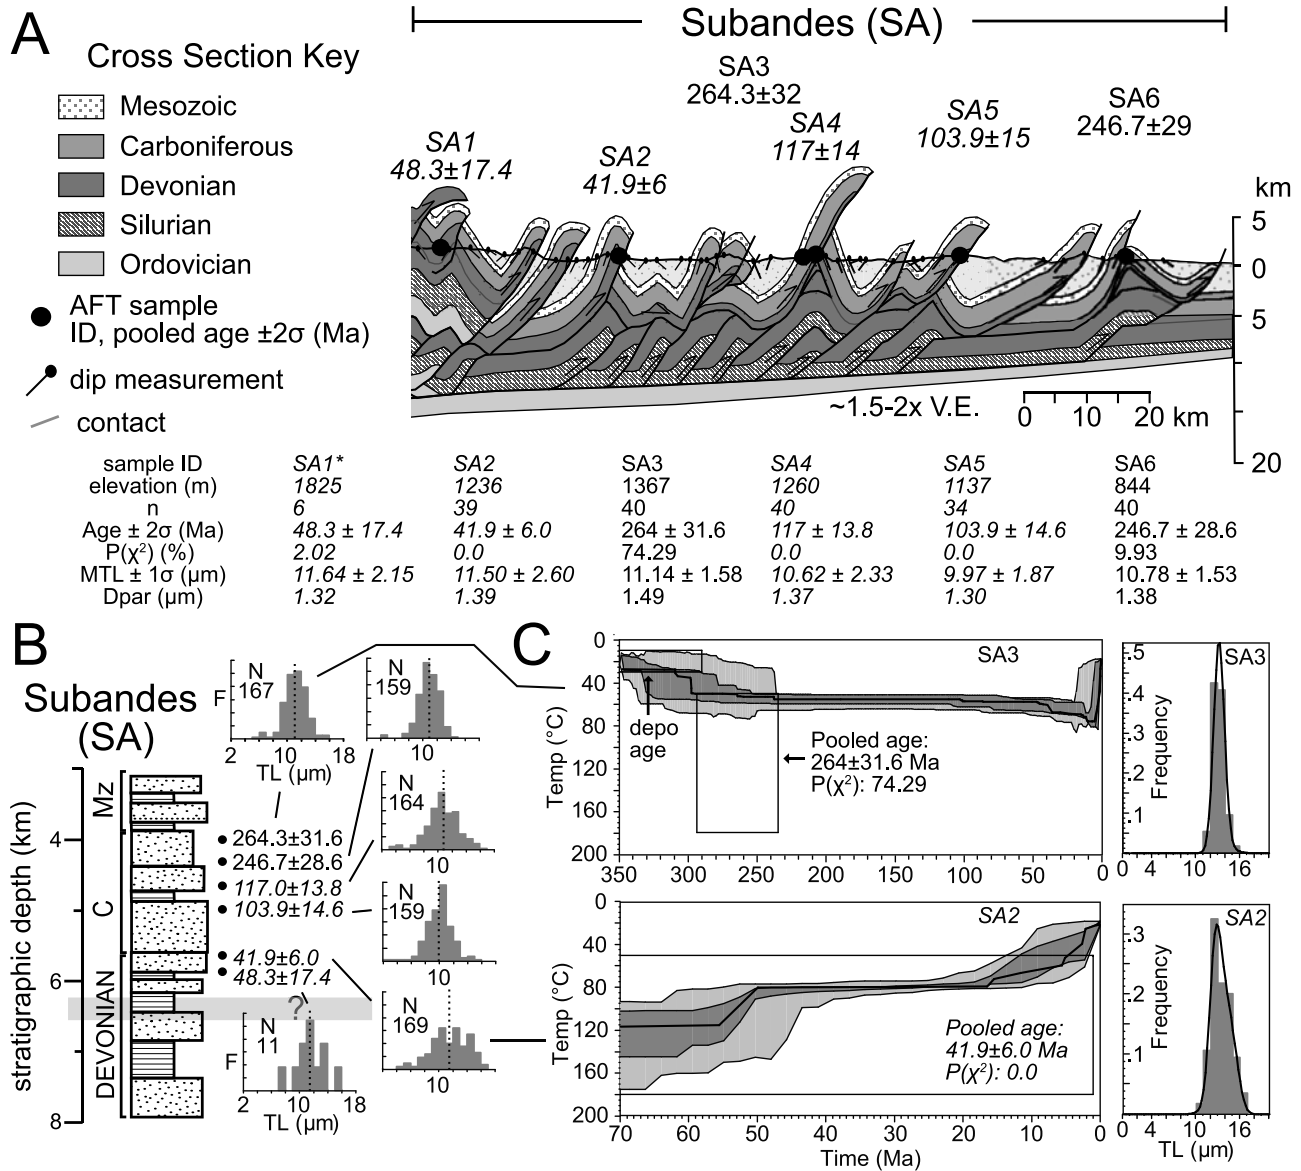 A
Subandes (SA)
Cross Section Key
Mesozoic
Carboniferous
Devonian
Silurian
Ordovician
AFT sample
ID, pooled age ±2σ (Ma)
dip measurement
contact
SA1
48.3±17.4
SA2
41.9±6
SA3
264.3±32
SA4
117±14
SA5
103.9±15
SA6
246.7±29
km
5
0
5
20
~1.5-2x V.E.
0 10 20 km
sample ID SA1* SA2 SA3 SA4 SA5 SA6
elevation (m) 1825 1236 1367 1260 1137 844
n 6 39 40 40 34 40
Age ± 2σ (Ma) 48.3 ± 17.4 41.9 ± 6.0 264 ± 31.6 117 ± 13.8 103.9 ± 14.6 246.7 ± 28.6
P(χ²) (%) 2.02 0.0 74.29 0.0 0.0 9.93
MTL ± 1σ (µm) 11.64 ± 2.15 11.50 ± 2.60 11.14 ± 1.58 10.62 ± 2.33 9.97 ± 1.87 10.78 ± 1.53
Dpar (µm) 1.32 1.39 1.49 1.37 1.30 1.38
B
Subandes
(SA)
stratigraphic depth (km)
4
6
8
Mz
C
DEVONIAN
264.3±31.6
246.7±28.6
117.0±13.8
103.9±14.6
41.9±6.0
48.3±17.4
?
N
167
F
2 10 18
TL (µm)
N
159
10
N
164
10
N
159
10
N
169
10
N
11
F
2 10 18
TL (µm)
C
Temp (°C)
0
40
80
120
160
200
350 300 250 200 150 100 50 0
SA3
depo
age
Pooled age:
264±31.6 Ma
P(χ²): 74.29
Frequency
.5
.4
.3
.2
.1
SA3
0 4 10 16
Temp (°C)
0
40
80
120
160
200
70 60 50 40 30 20 10 0
Time (Ma)
SA2
Pooled age:
41.9±6.0 Ma
P(χ²): 0.0
Frequency
.3
.2
.1
SA2
0 4 10 16
TL (µm)